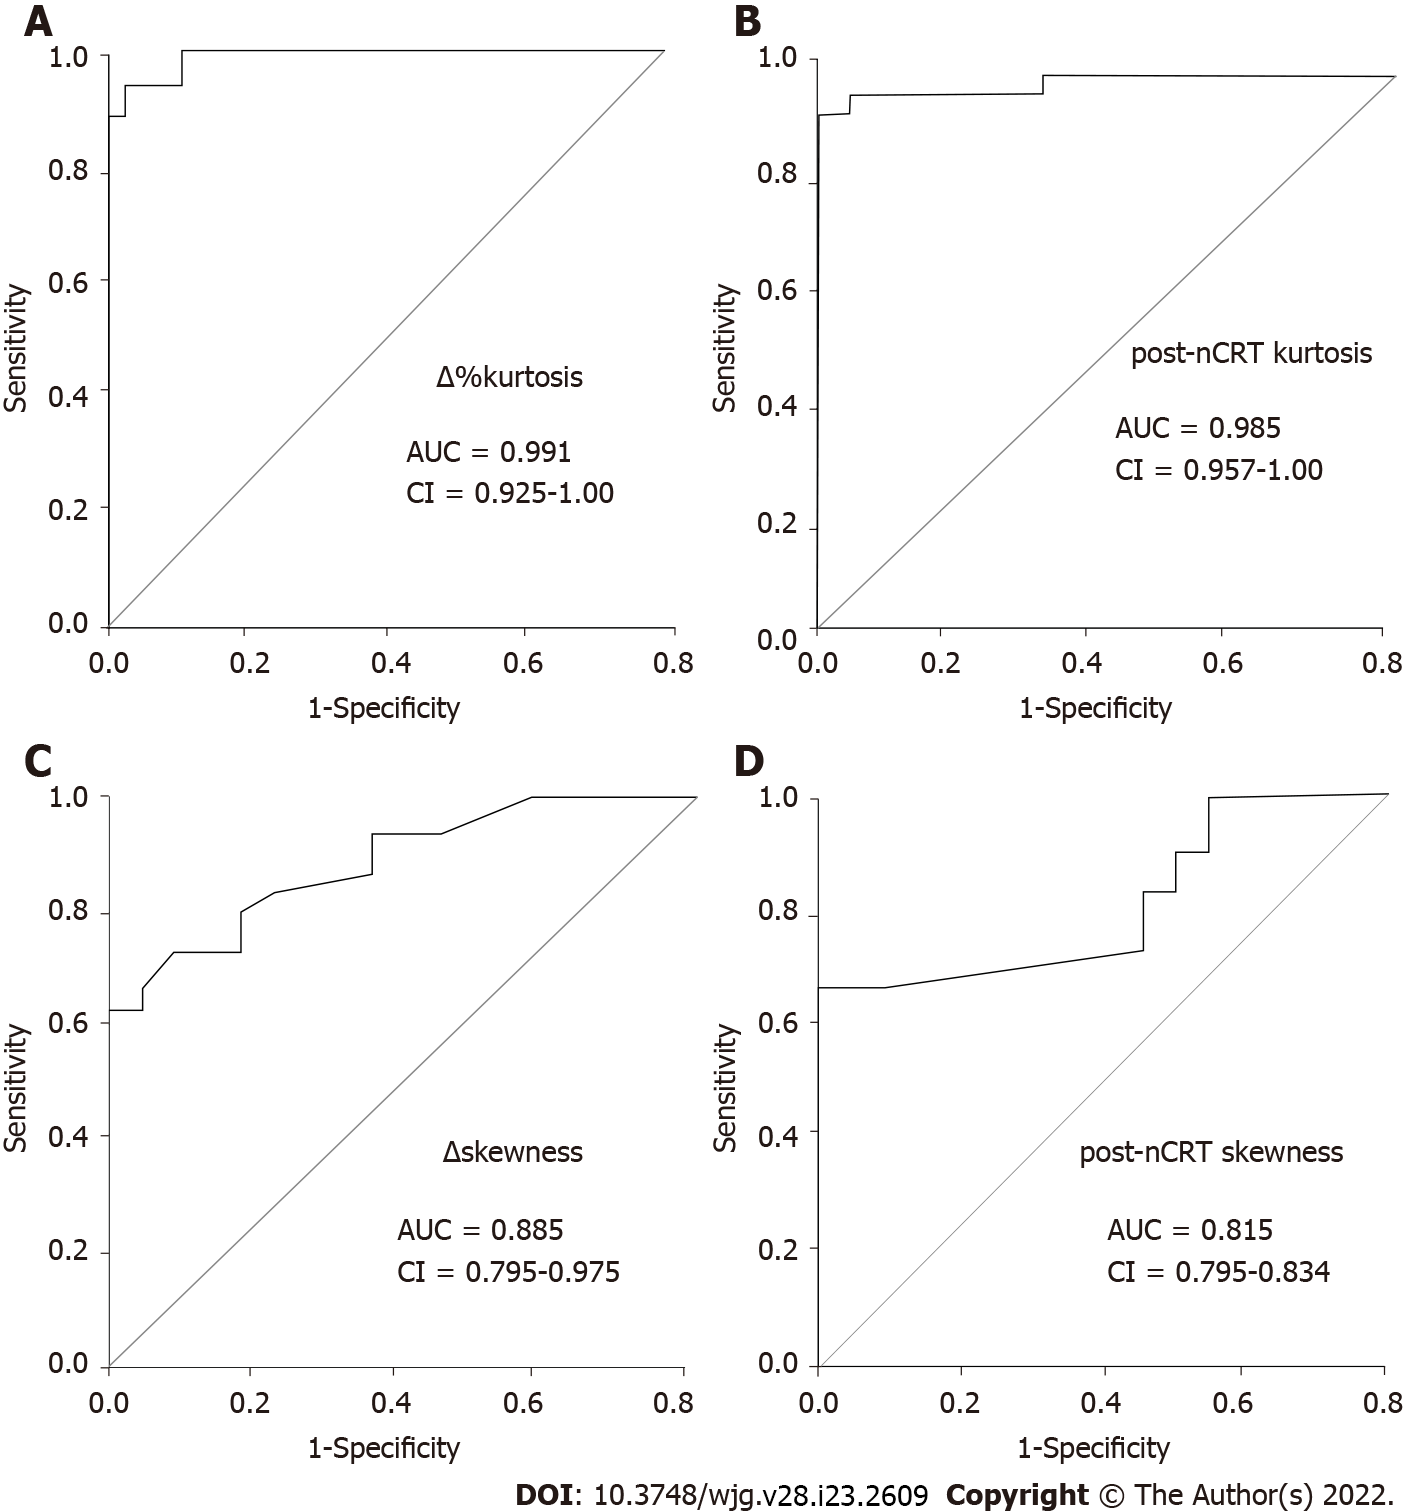 A
1.0
0.8
0.6
0.4
0.2
0.0
Sensitivity
Δ%kurtosis
AUC = 0.991
CI = 0.925-1.00
0.0 0.2 0.4 0.6 0.8
1-Specificity
B
1.0
0.8
0.6
0.4
0.2
0.0
Sensitivity
post-nCRT kurtosis
AUC = 0.985
CI = 0.957-1.00
0.0 0.2 0.4 0.6 0.8
1-Specificity
C
1.0
0.8
0.6
0.4
0.2
0.0
Sensitivity
Δskewness
AUC = 0.885
CI = 0.795-0.975
0.0 0.2 0.4 0.6 0.8
1-Specificity
D
1.0
0.8
0.6
0.4
0.2
0.0
Sensitivity
post-nCRT skewness
AUC = 0.815
CI = 0.795-0.834
0.0 0.2 0.4 0.6 0.8
1-Specificity
DOI: 10.3748/wjg.v28.i23.2609 Copyright © The Author(s) 2022.